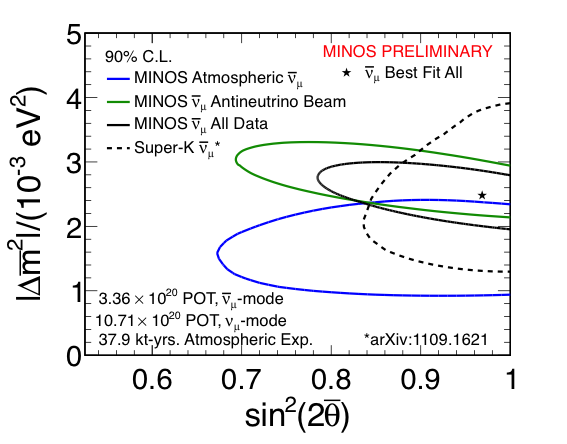 90% C.L.
MINOS PRELIMINARY
MINOS Atmospheric ν̅μ
★ ν̅μ Best Fit All
MINOS ν̅μ Antineutrino Beam
MINOS ν̅μ All Data
Super-K ν̅μ*
3.36 × 10²⁰ POT, ν̅μ-mode
10.71 × 10²⁰ POT, νμ-mode
37.9 kt-yrs. Atmospheric Exp.
*arXiv:1109.1621
|Δm̅²|/(10⁻³ eV²)
5
4
3
2
1
0
0.6 0.7 0.8 0.9 1
sin²(2θ̅)